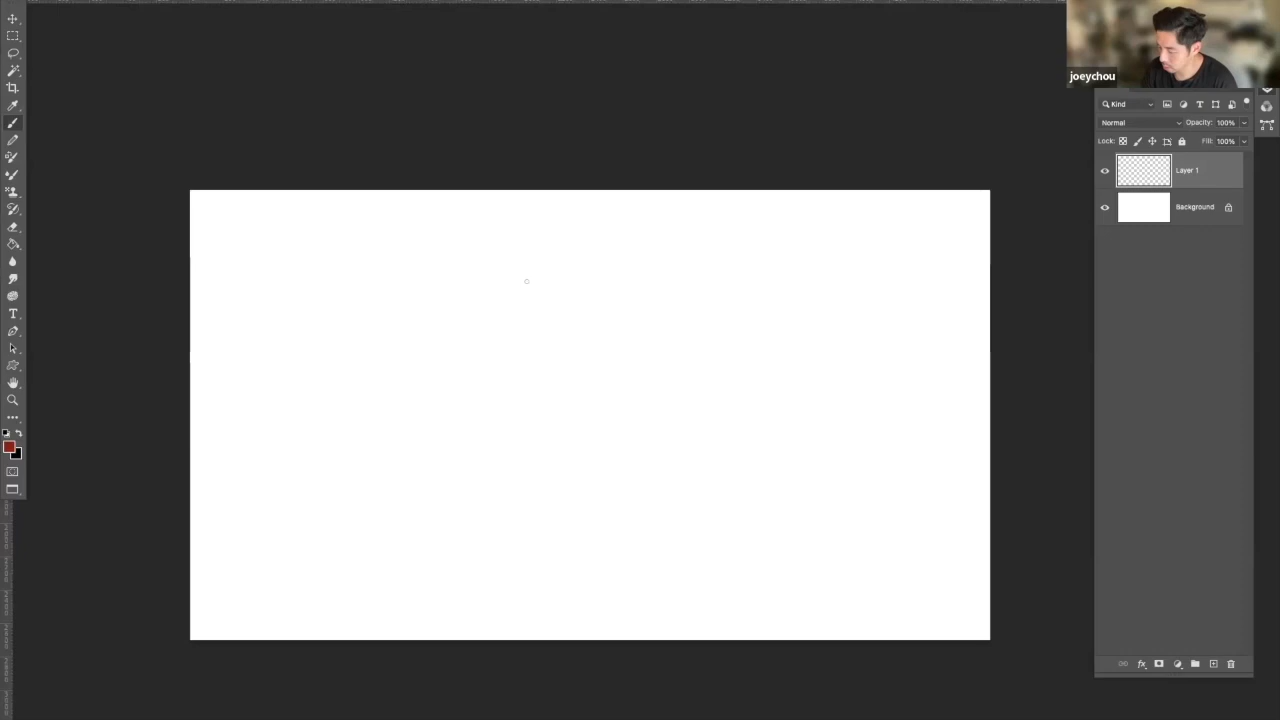 joeychou
Kind
Normal
Opacity: 100%
Lock:
Fill: 100%
Layer 1
Background